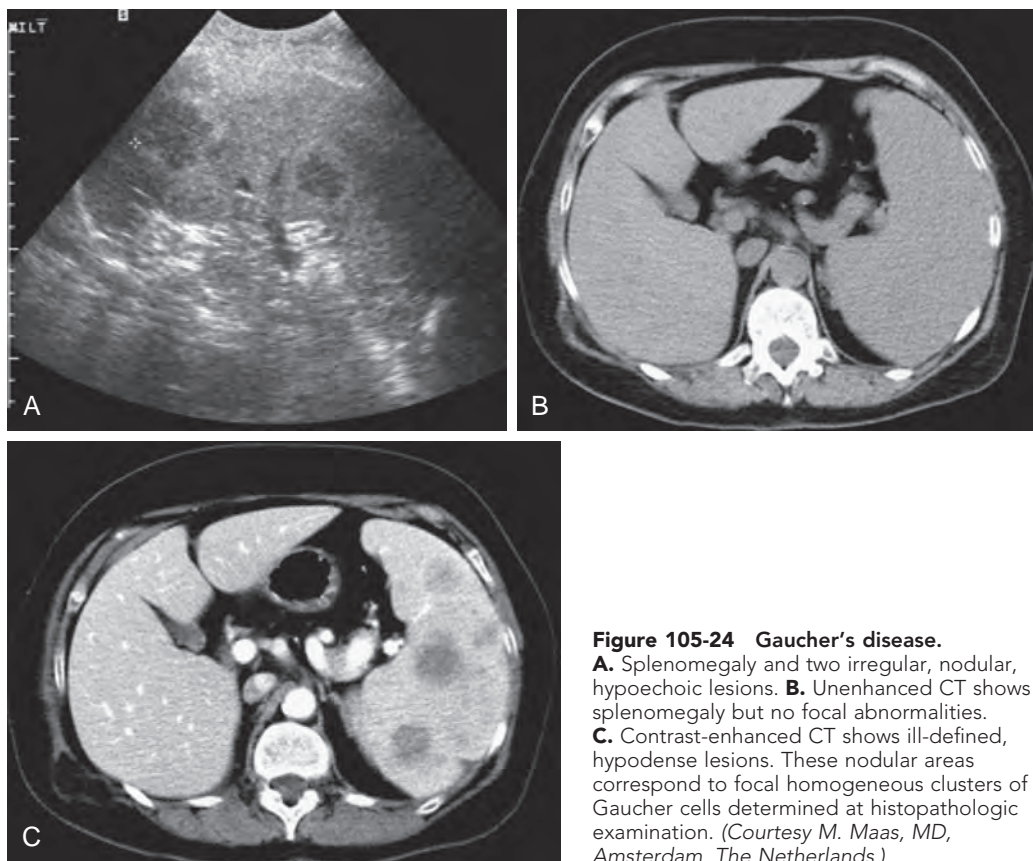 MILT
A
B
C
Figure 105-24 Gaucher's disease.
A. Splenomegaly and two irregular, nodular,
hypoechoic lesions. B. Unenhanced CT shows
splenomegaly but no focal abnormalities.
C. Contrast-enhanced CT shows ill-defined,
hypodense lesions. These nodular areas
correspond to focal homogeneous clusters of
Gaucher cells determined at histopathologic
examination. (Courtesy M. Maas, MD,
Amsterdam, The Netherlands.)